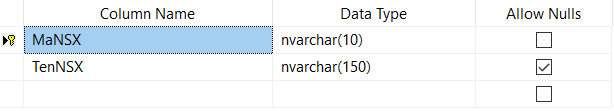 Column Name Data Type Allow Nulls
MaNSX nvarchar(10)
TenNSX nvarchar(150)